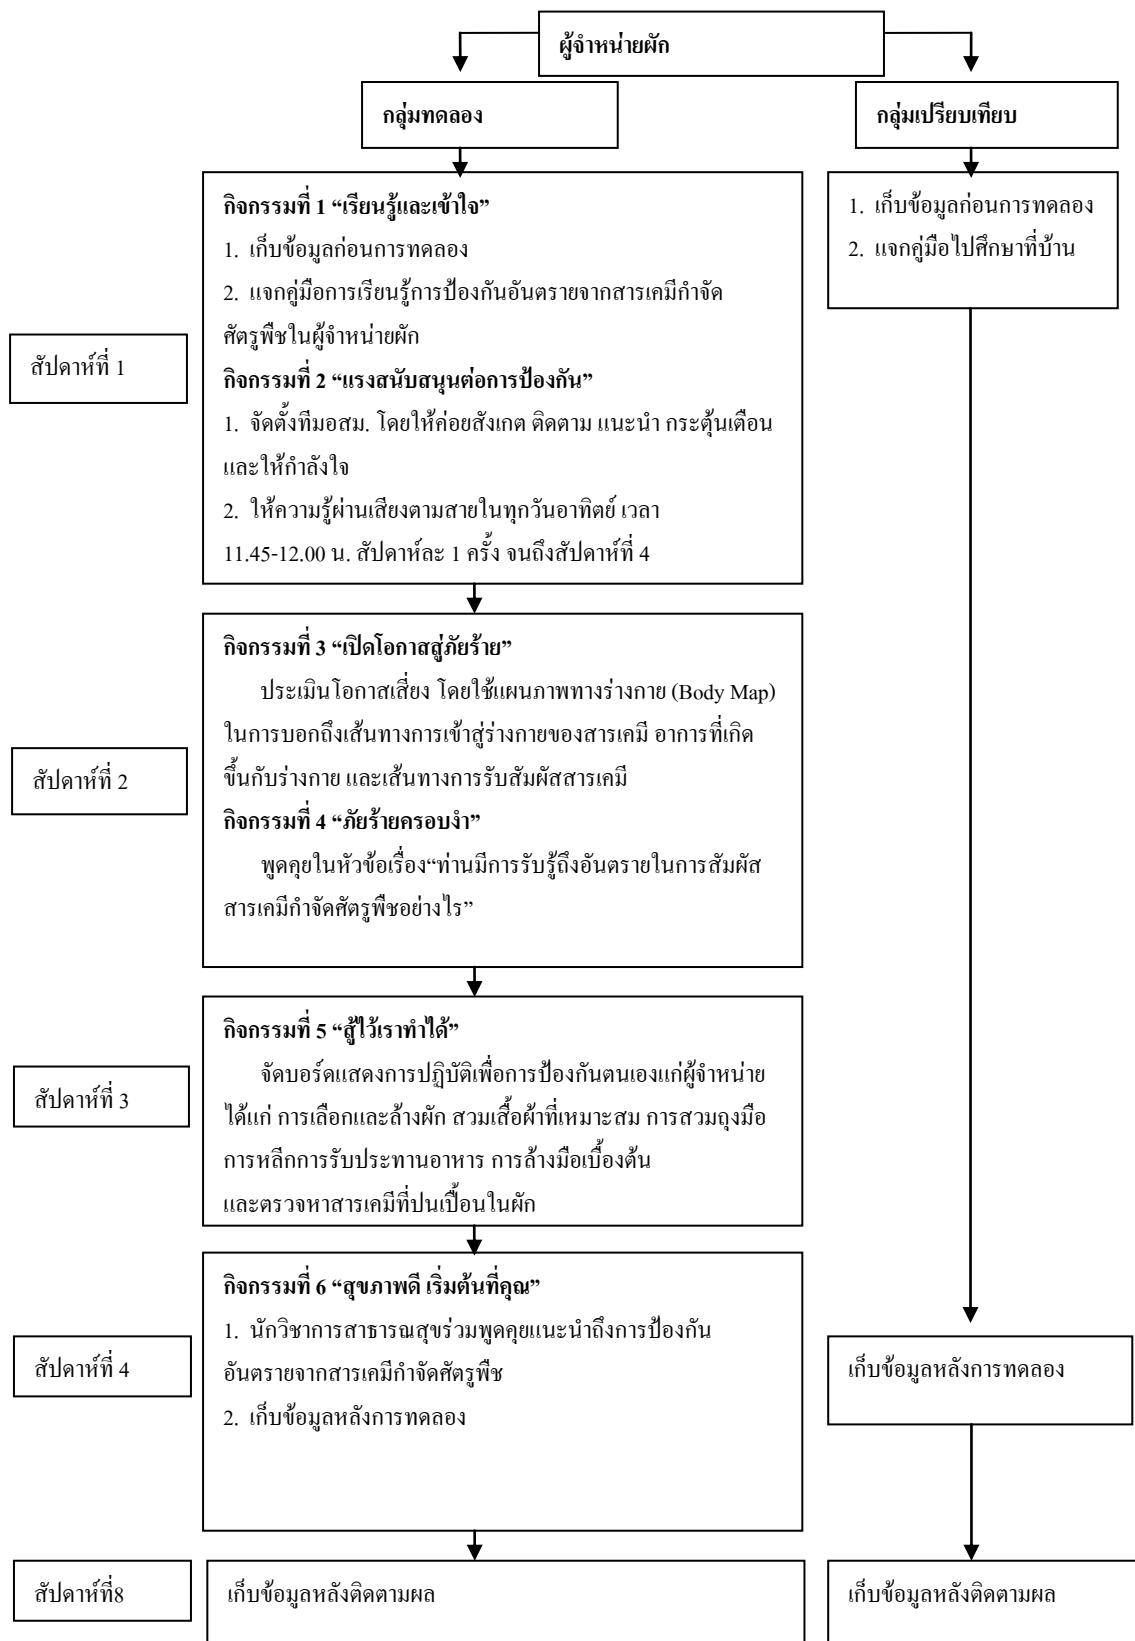 ผู้จำหน่ายผัก
กลุ่มทดลอง
กลุ่มเปรียบเทียบ
สัปดาห์ที่ 1
กิจกรรมที่ 1 “เรียนรู้และเข้าใจ”
1. เก็บข้อมูลก่อนการทดลอง
2. แจกคู่มือการเรียนรู้การป้องกันอันตรายจากสารเคมีกำจัด
ศัตรูพืชในผู้จำหน่ายผัก
กิจกรรมที่ 2 “แรงสนับสนุนต่อการป้องกัน”
1. จัดตั้งทีมอสม. โดยให้ค่อยสังเกต ติดตาม แนะนำ กระตุ้นเตือน
และให้กำลังใจ
2. ให้ความรู้ผ่านเสียงตามสายในทุกวันอาทิตย์ เวลา
11.45-12.00 น. สัปดาห์ละ 1 ครั้ง จนถึงสัปดาห์ที่ 4
1. เก็บข้อมูลก่อนการทดลอง
2. แจกคู่มือไปศึกษาที่บ้าน
สัปดาห์ที่ 2
กิจกรรมที่ 3 “เปิดโอกาสสู่ภัยร้าย”
ประเมินโอกาสเสี่ยง โดยใช้แผนภาพทางร่างกาย (Body Map)
ในการบอกถึงเส้นทางการเข้าสู่ร่างกายของสารเคมี อาการที่เกิด
ขึ้นกับร่างกาย และเส้นทางการรับสัมผัสสารเคมี
กิจกรรมที่ 4 “ภัยร้ายครอบงำ”
พูดคุยในหัวข้อเรื่อง“ท่านมีการรับรู้ถึงอันตรายในการสัมผัส
สารเคมีกำจัดศัตรูพืชอย่างไร”
สัปดาห์ที่ 3
กิจกรรมที่ 5 “สู้ไว้เราทำได้”
จัดบอร์ดแสดงการปฏิบัติเพื่อการป้องกันตนเองแก่ผู้จำหน่าย
ได้แก่ การเลือกและล้างผัก สวมเสื้อผ้าที่เหมาะสม การสวมถุงมือ
การหลีกการรับประทานอาหาร การล้างมือเบื้องต้น
และตรวจหาสารเคมีที่ปนเปื้อนในผัก
สัปดาห์ที่ 4
กิจกรรมที่ 6 “สุขภาพดี เริ่มต้นที่คุณ”
1. นักวิชาการสาธารณสุขร่วมพูดคุยแนะนำถึงการป้องกัน
อันตรายจากสารเคมีกำจัดศัตรูพืช
2. เก็บข้อมูลหลังการทดลอง
เก็บข้อมูลหลังการทดลอง
สัปดาห์ที่8
เก็บข้อมูลหลังติดตามผล
เก็บข้อมูลหลังติดตามผล